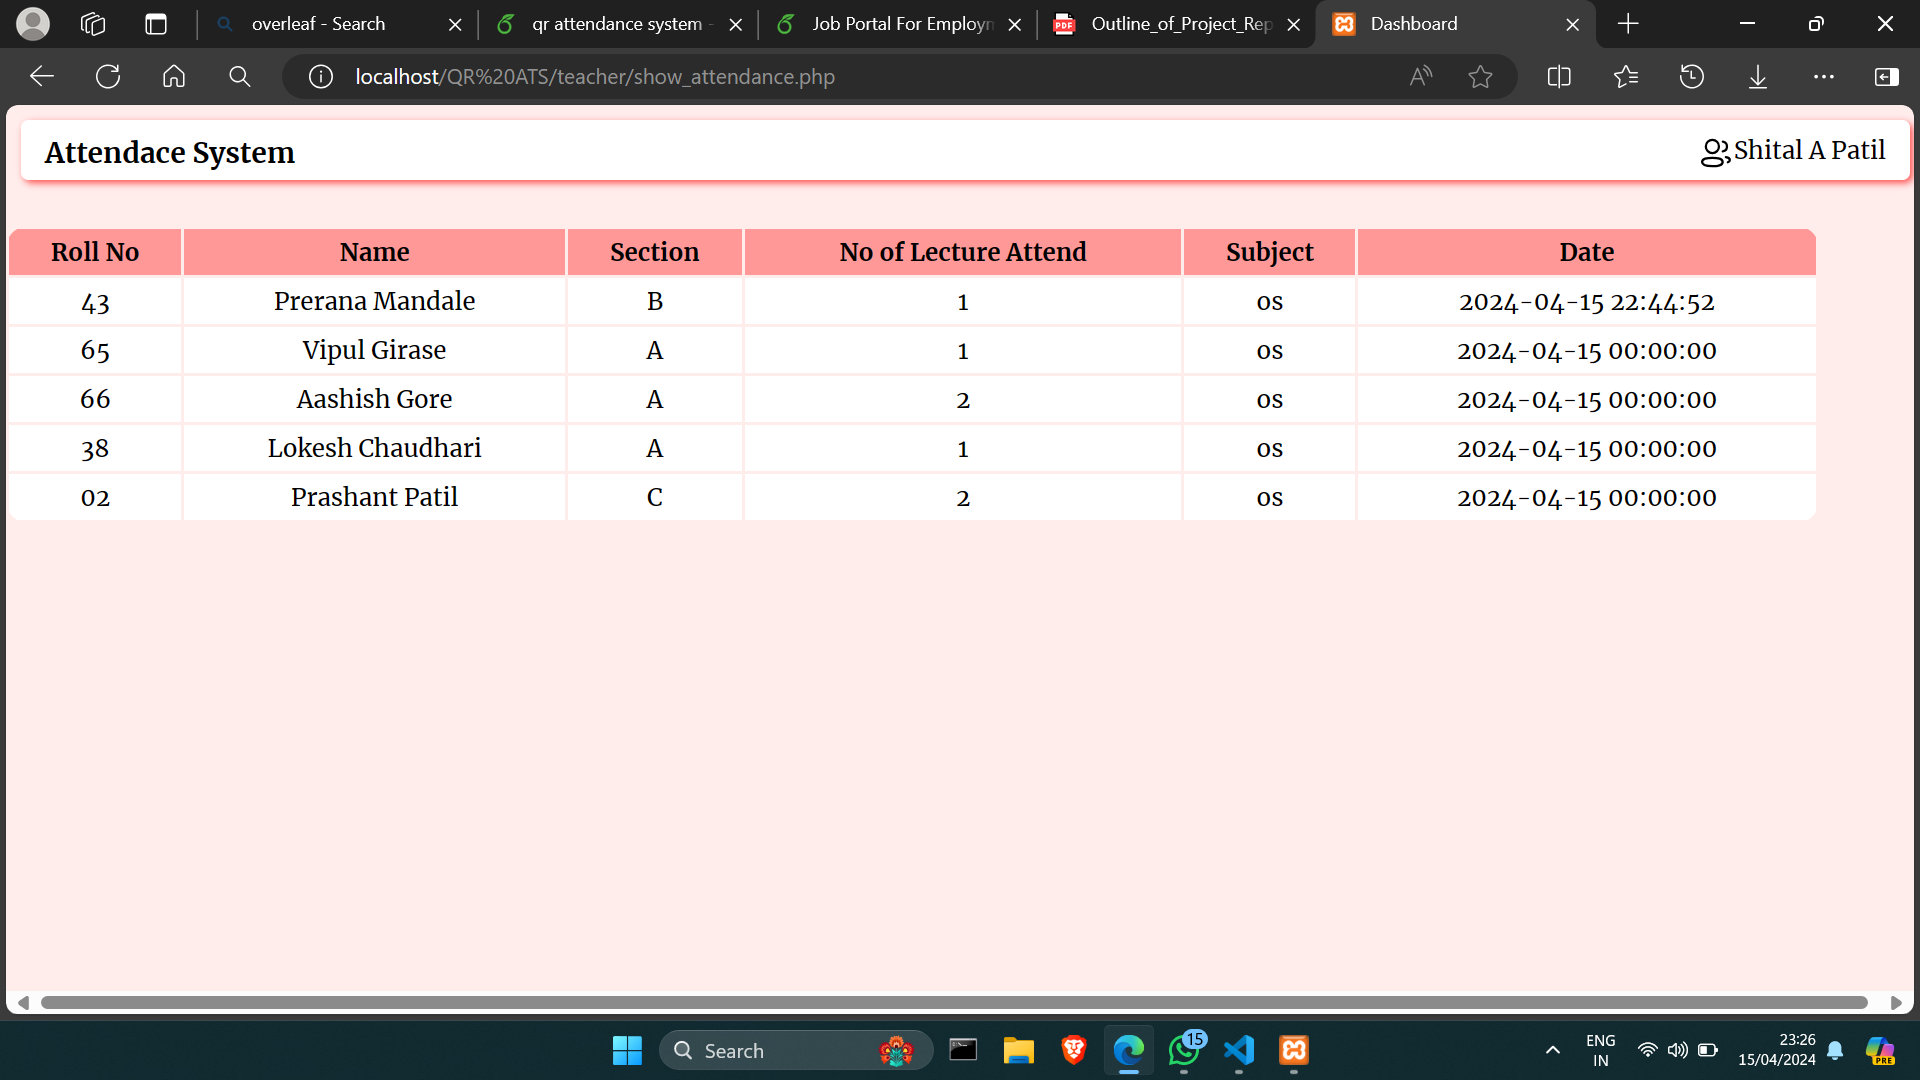 overleaf - Search
qr attendance system -
Job Portal For Employn
PDF
Outline_of_Project_Rep
Dashboard
localhost/QR%20ATS/teacher/show_attendance.php
Attendace System
Shital A Patil
Roll No Name Section No of Lecture Attend Subject Date
43 Prerana Mandale B 1 os 2024-04-15 22:44:52
65 Vipul Girase A 1 os 2024-04-15 00:00:00
66 Aashish Gore A 2 os 2024-04-15 00:00:00
38 Lokesh Chaudhari A 1 os 2024-04-15 00:00:00
02 Prashant Patil C 2 os 2024-04-15 00:00:00
Search
15
ENG
IN
23:26
15/04/2024
PRE